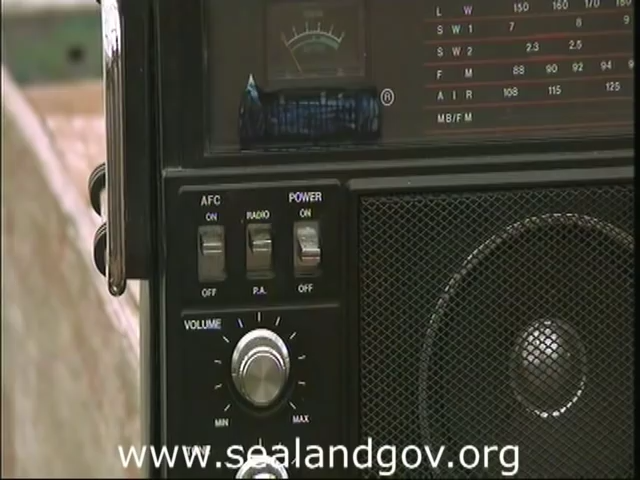 L W 150 160 170 180
S W 1 7 8 9
S W 2 2.3 2.5
F M 88 90 92 94
A I R 108 115 125
MB/FM
®
AFC POWER
ON RADIO ON
OFF P.A. OFF
VOLUME
MIN MAX
www.sealandgov.org